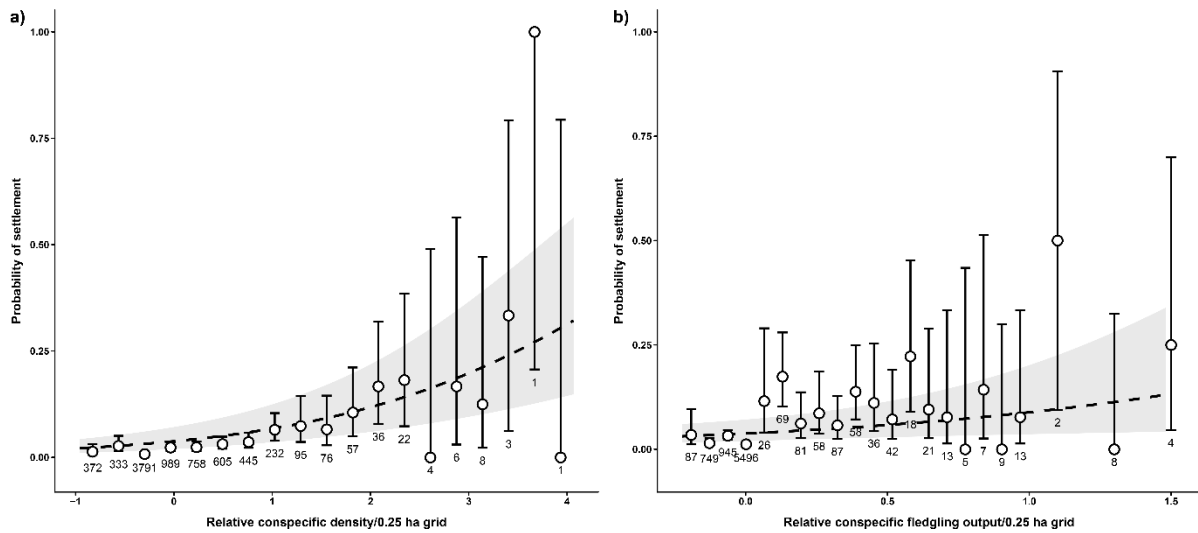 a)
1.00
0.75
0.50
0.25
0.00
Probability of settlement
372 333 3791 989 758 605 445 232 95 76 57 36 22 4 6 8 3 1 1
−1 0 1 2 3 4
Relative conspecific density/0.25 ha grid
b)
1.00
0.75
0.50
0.25
0.00
Probability of settlement
87 749 945 5496 26 69 81 58 87 58 36 42 18 21 13 5 7 9 13 2 8 4
0.0 0.5 1.0 1.5
Relative conspecific fledgling output/0.25 ha grid